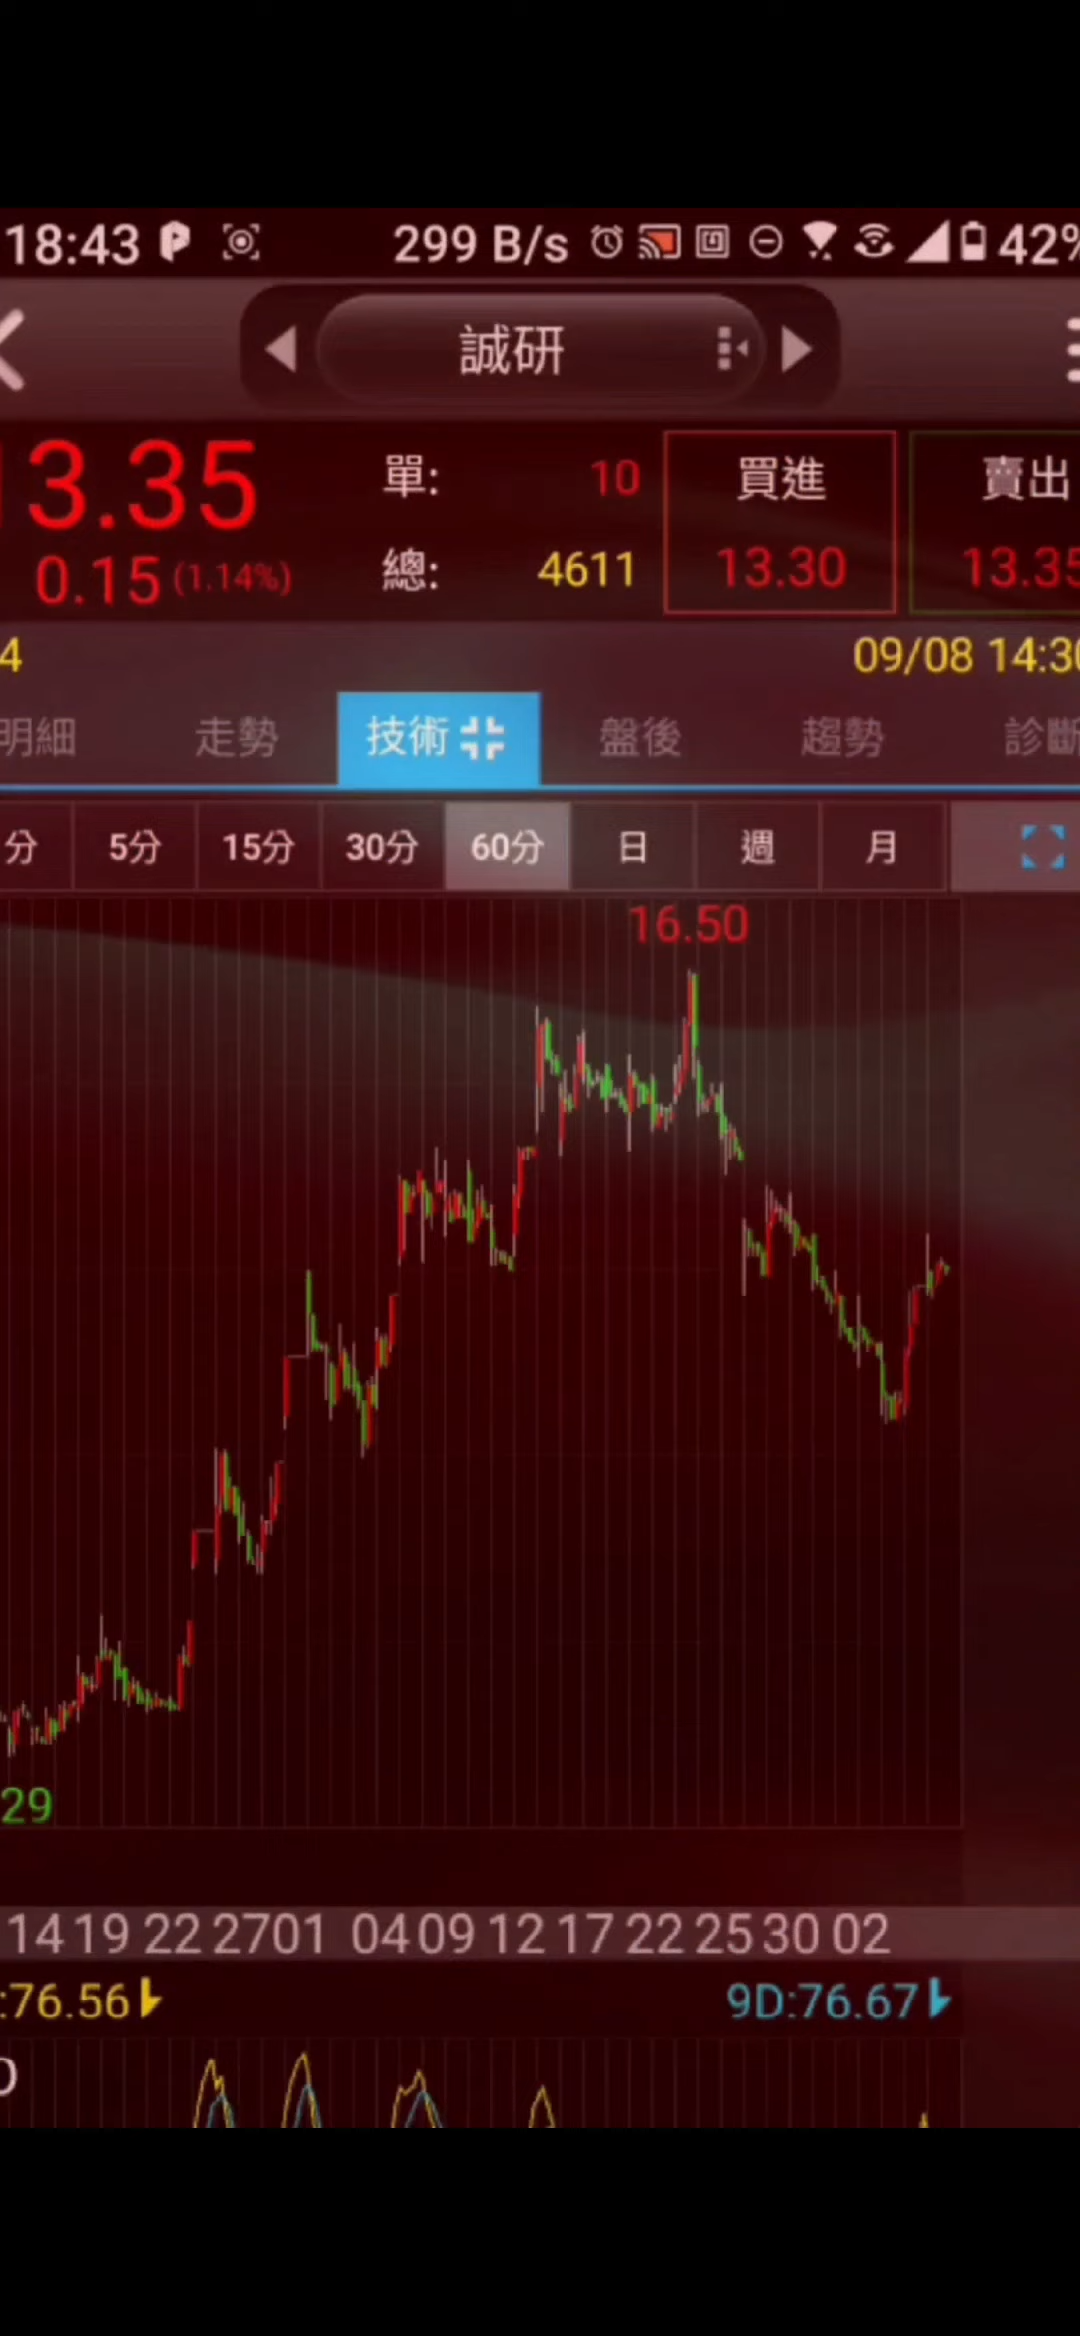 18:43 299 B/s 42%
誠研
13.35 單: 10 買進 賣出
0.15 (1.14%) 總: 4611 13.30 13.35
4 09/08 14:30
明細 走勢 技術 盤後 趨勢 診斷
分 5分 15分 30分 60分 日 週 月
16.50
29
14 19 22 27 01 04 09 12 17 22 25 30 02
:76.56 9D:76.67